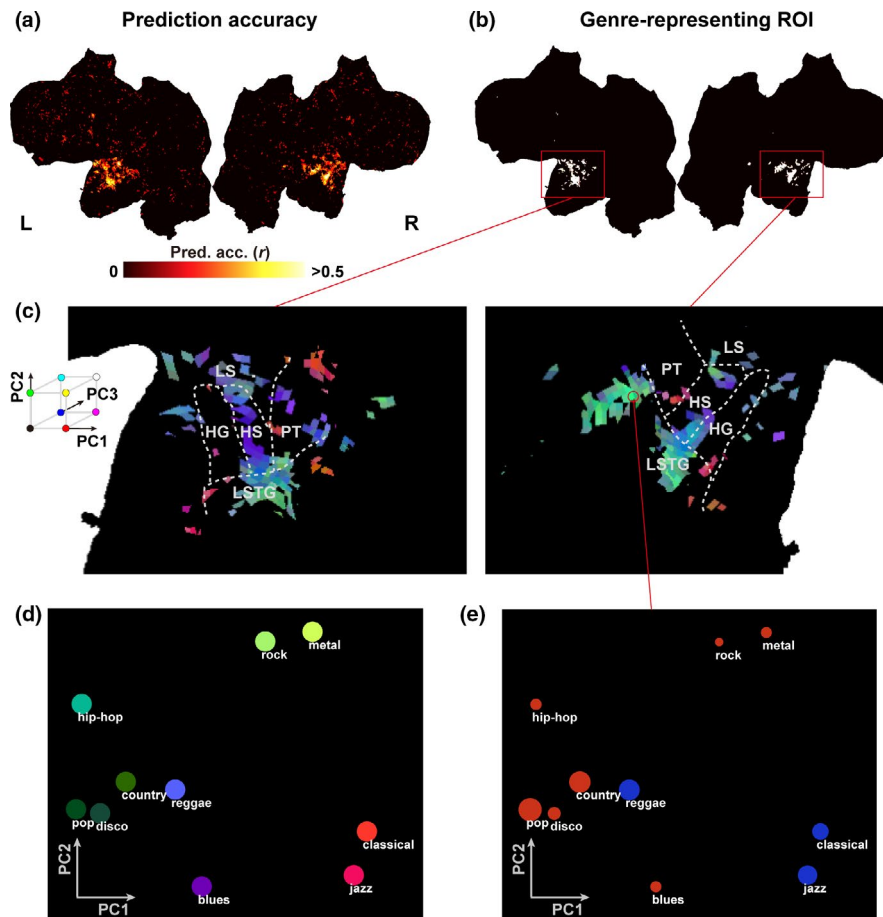 (a) Prediction accuracy
(b) Genre-representing ROI
L
R
Pred. acc. (r)
0
>0.5
(c)
PC2
PC3
PC1
LS
HG
HS
PT
LSTG
PT
LS
HS
HG
LSTG
(d)
metal
rock
hip-hop
country
reggae
pop
disco
classical
jazz
blues
PC2
PC1
(e)
metal
rock
hip-hop
country
reggae
pop
disco
classical
jazz
blues
PC2
PC1